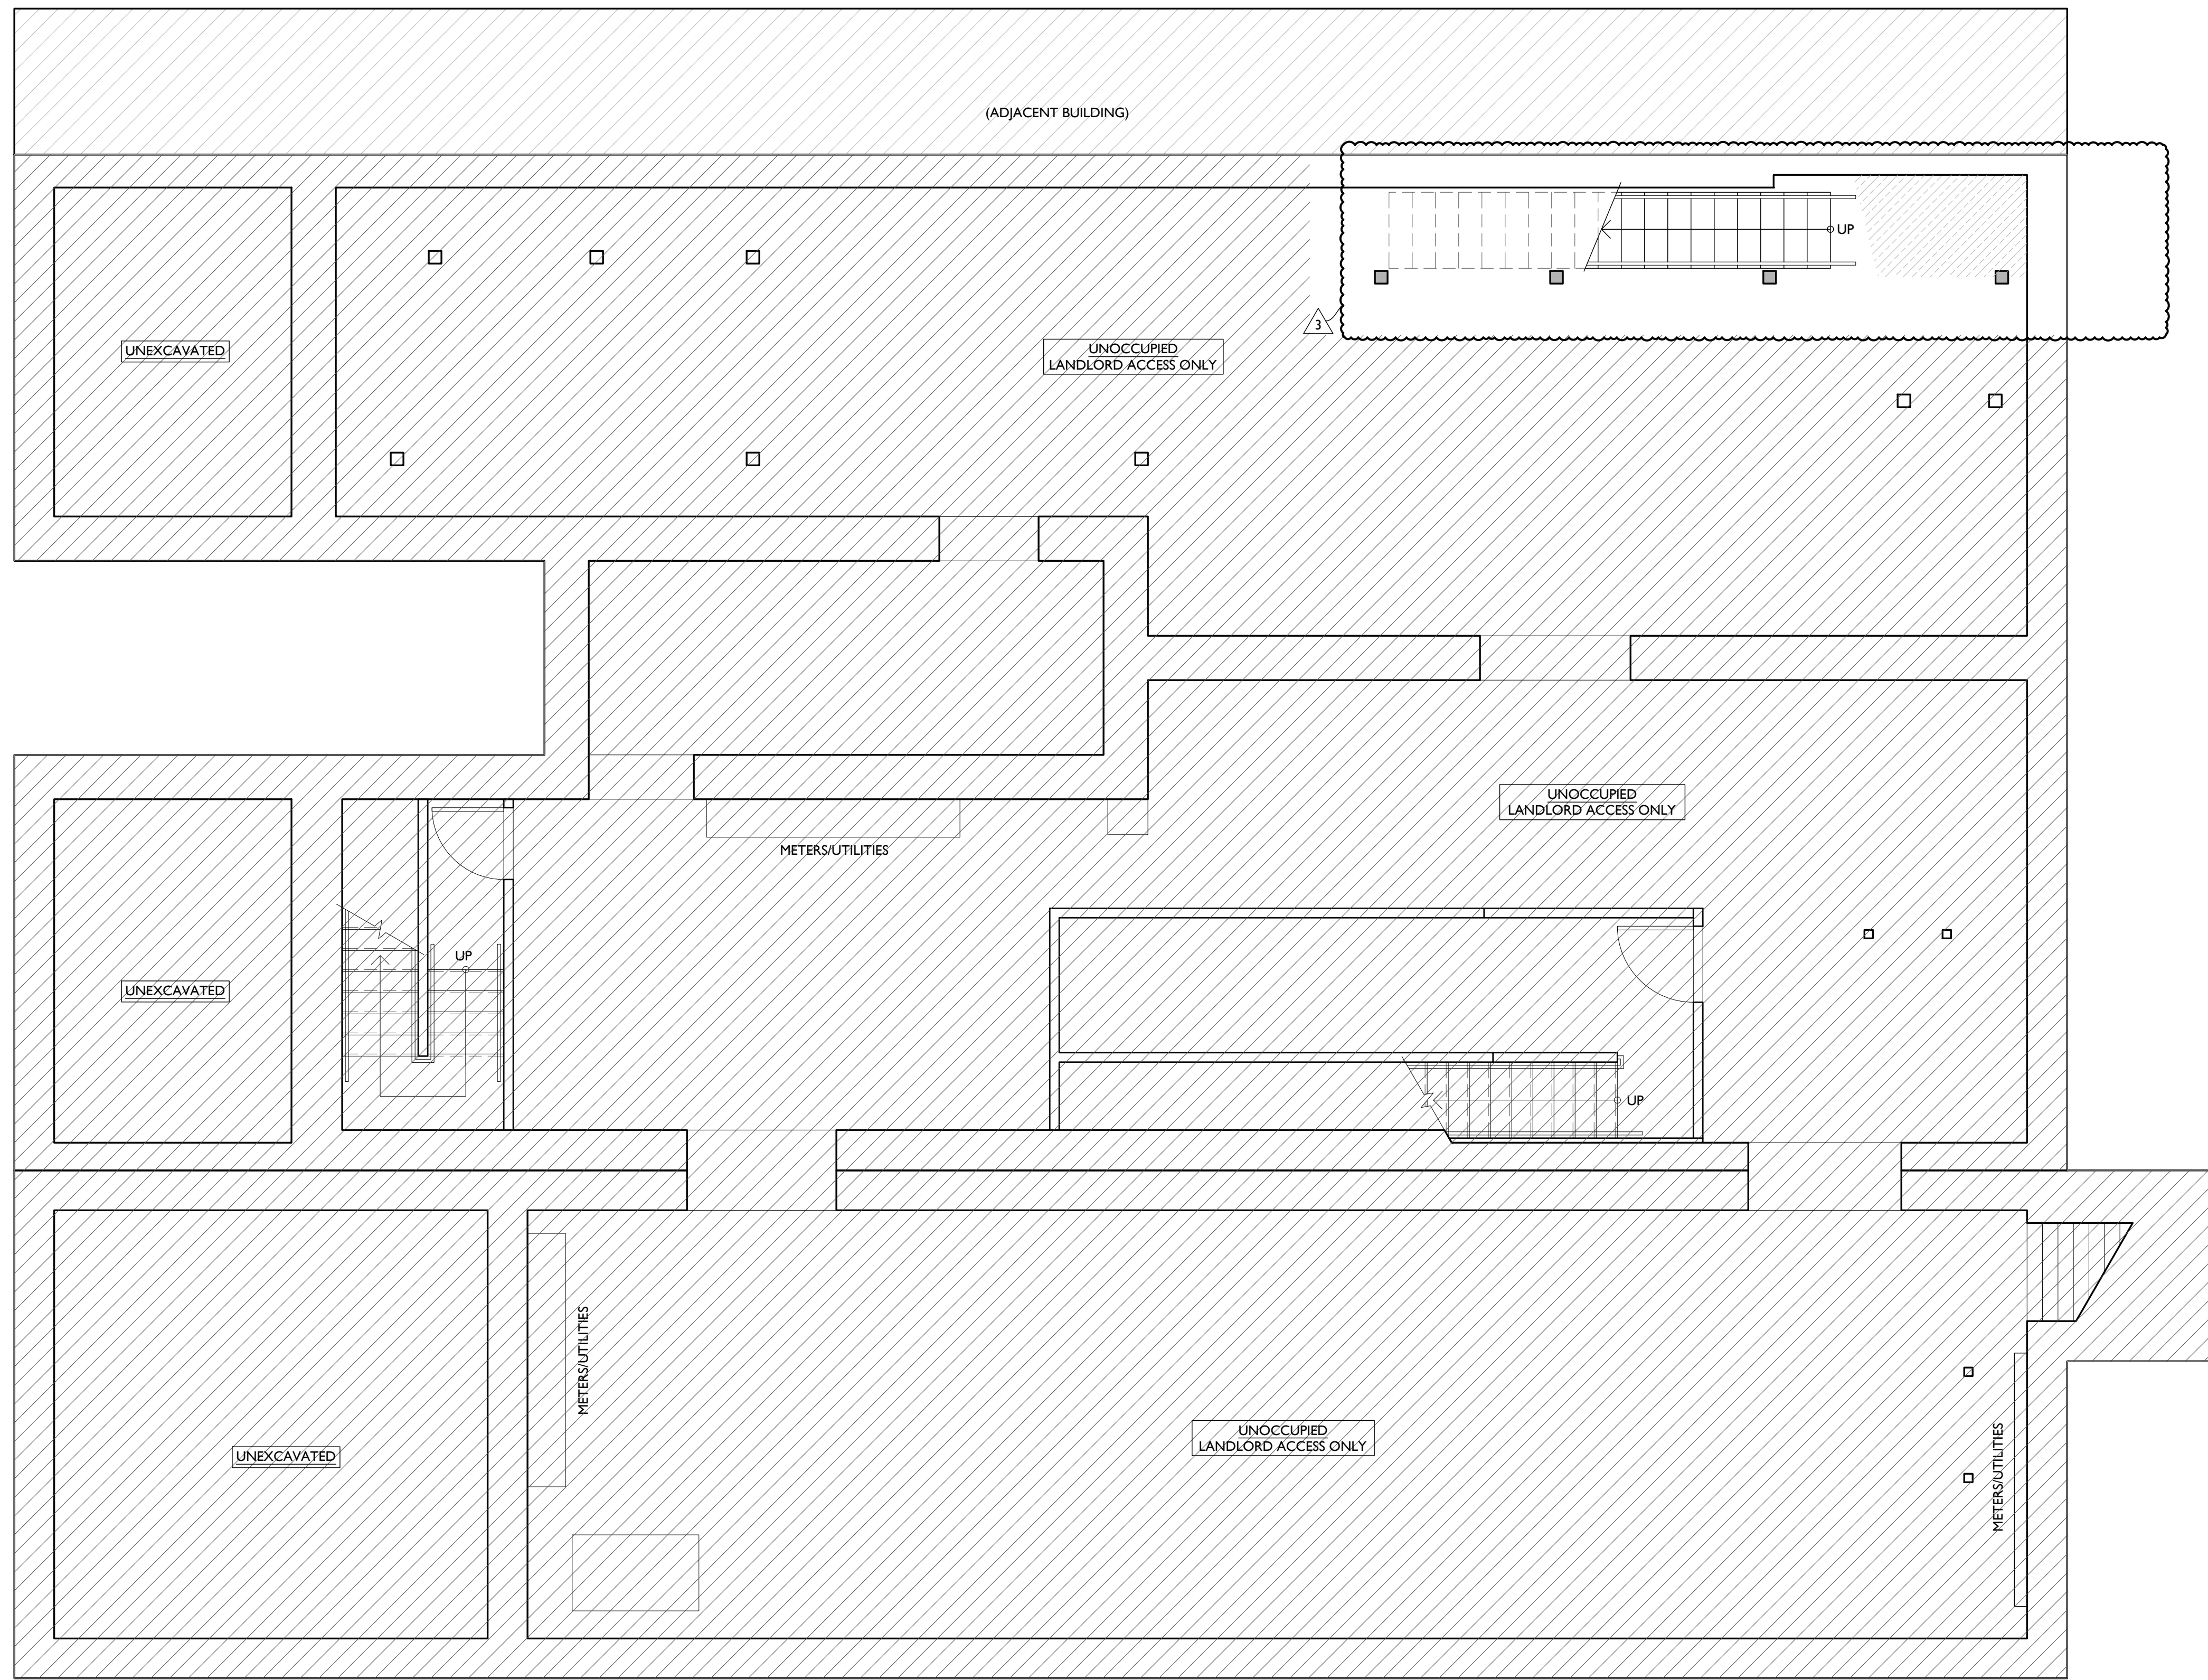 (ADJACENT BUILDING)
UP
3
UNEXCAVATED
UNOCCUPIED
LANDLORD ACCESS ONLY
UNOCCUPIED
LANDLORD ACCESS ONLY
METERS/UTILITIES
UP
UNEXCAVATED
UP
METERS/UTILITIES
UNEXCAVATED
UNOCCUPIED
LANDLORD ACCESS ONLY
METERS/UTILITIES